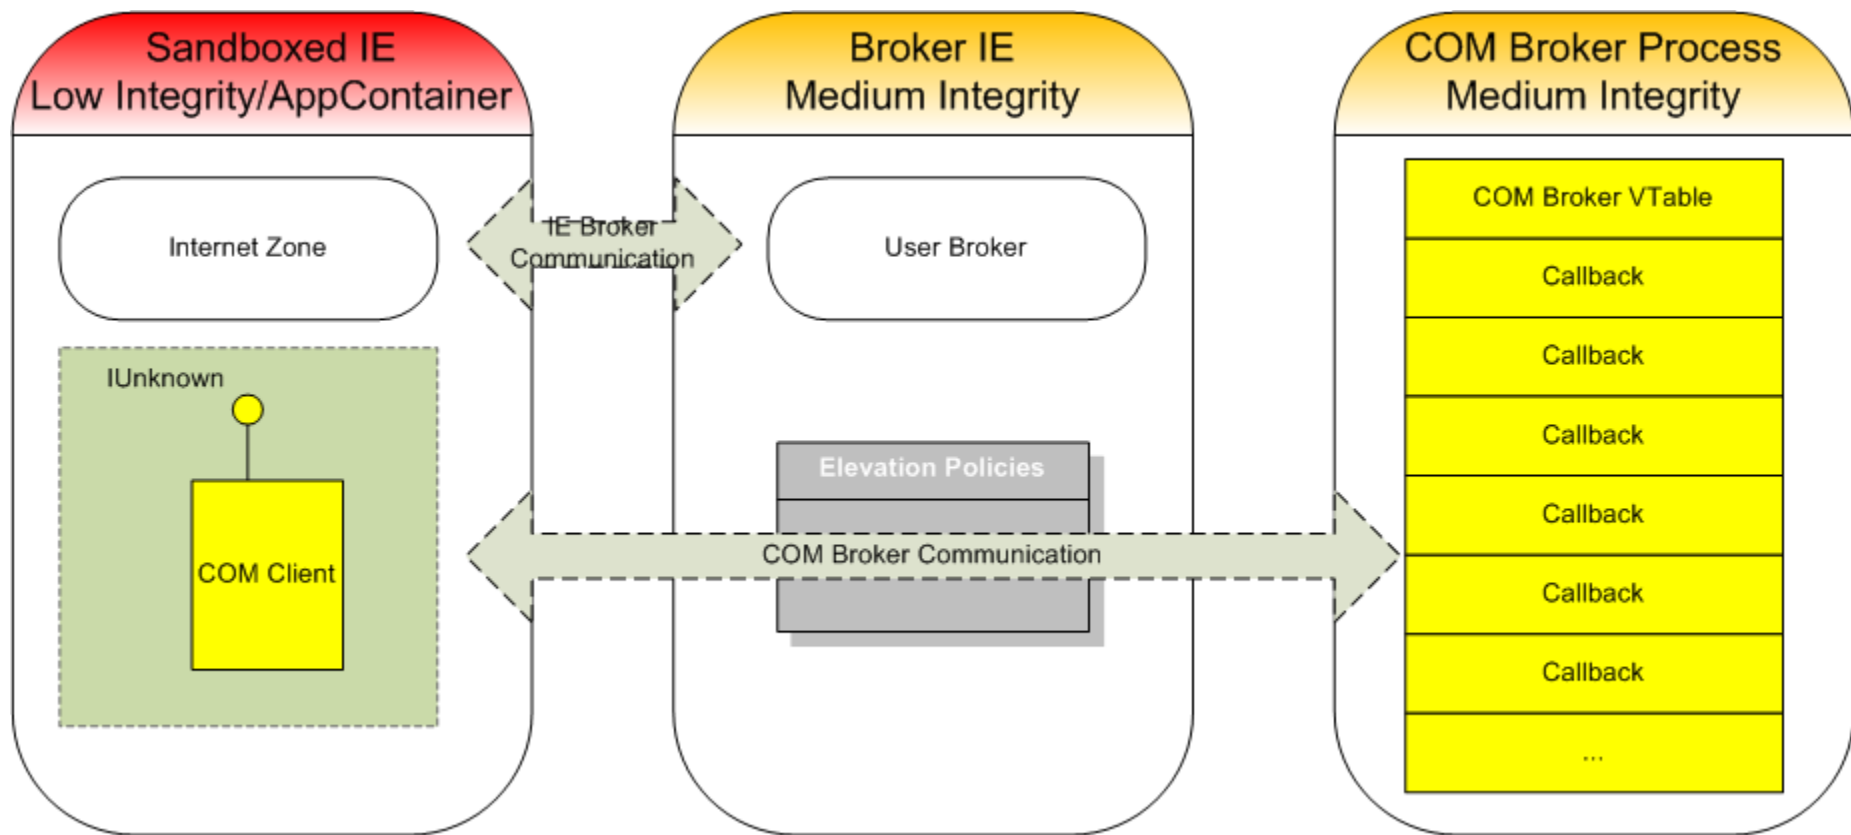 Sandboxed IE
Low Integrity/AppContainer
Broker IE
Medium Integrity
COM Broker Process
Medium Integrity
Internet Zone
IE Broker
Communication
User Broker
IUnknown
COM Client
Elevation Policies
COM Broker Communication
COM Broker VTable
Callback
Callback
Callback
Callback
Callback
Callback
...